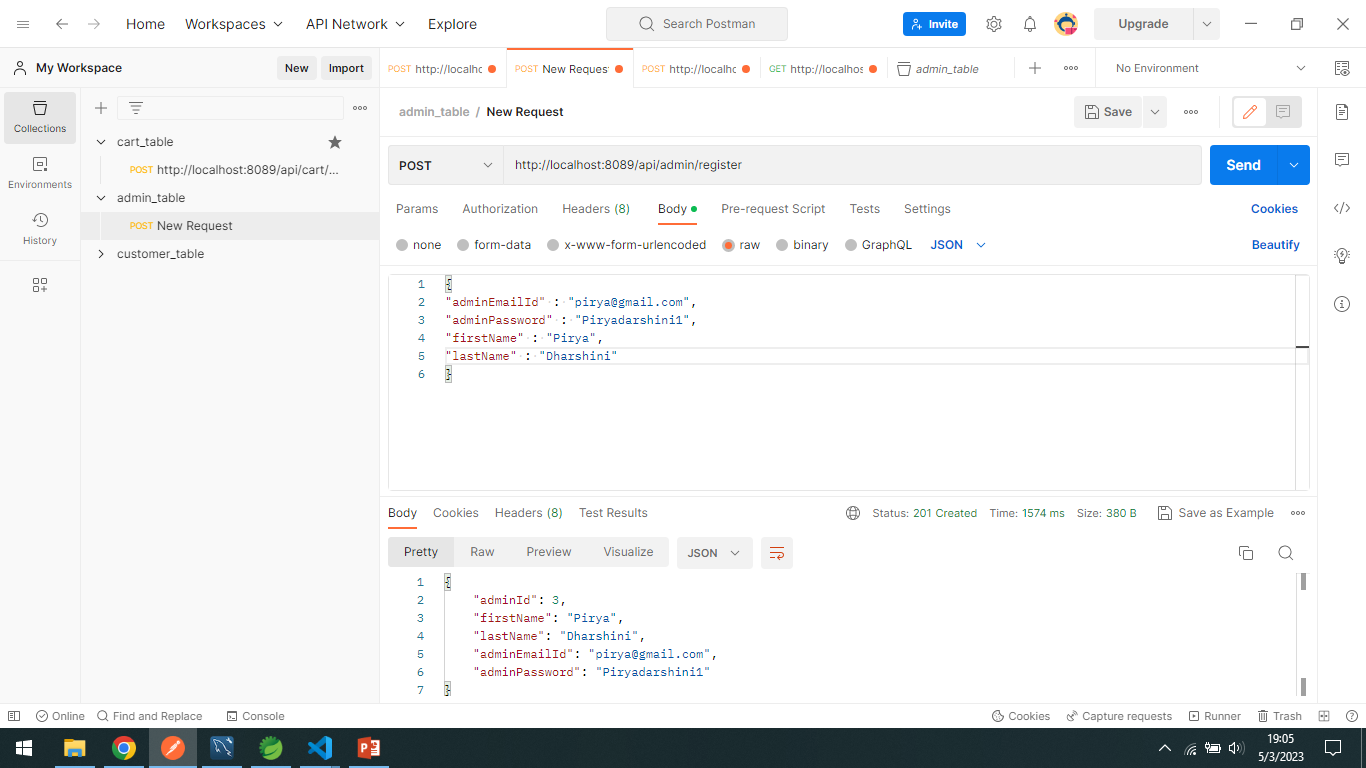 Home Workspaces API Network Explore Search Postman Invite Upgrade
My Workspace New Import POST http://localho POST New Request POST http://localho GET http://localhos admin_table No Environment
Collections
Environments
History
cart_table
POST http://localhost:8089/api/cart/...
admin_table
POST New Request
customer_table
admin_table / New Request Save
POST http://localhost:8089/api/admin/register Send
Params Authorization Headers (8) Body Pre-request Script Tests Settings Cookies
none form-data x-www-form-urlencoded raw binary GraphQL JSON Beautify
1 {
2 "adminEmailId" : "pirya@gmail.com",
3 "adminPassword" : "Piryadarshini1",
4 "firstName" : "Pirya",
5 "lastName" : "Dharshini"
6 }
Body Cookies Headers (8) Test Results Status: 201 Created Time: 1574 ms Size: 380 B Save as Example
Pretty Raw Preview Visualize JSON
1 {
2 "adminId": 3,
3 "firstName": "Pirya",
4 "lastName": "Dharshini",
5 "adminEmailId": "pirya@gmail.com",
6 "adminPassword": "Piryadarshini1"
7 }
Online Find and Replace Console Cookies Capture requests Runner Trash
19:05
5/3/2023